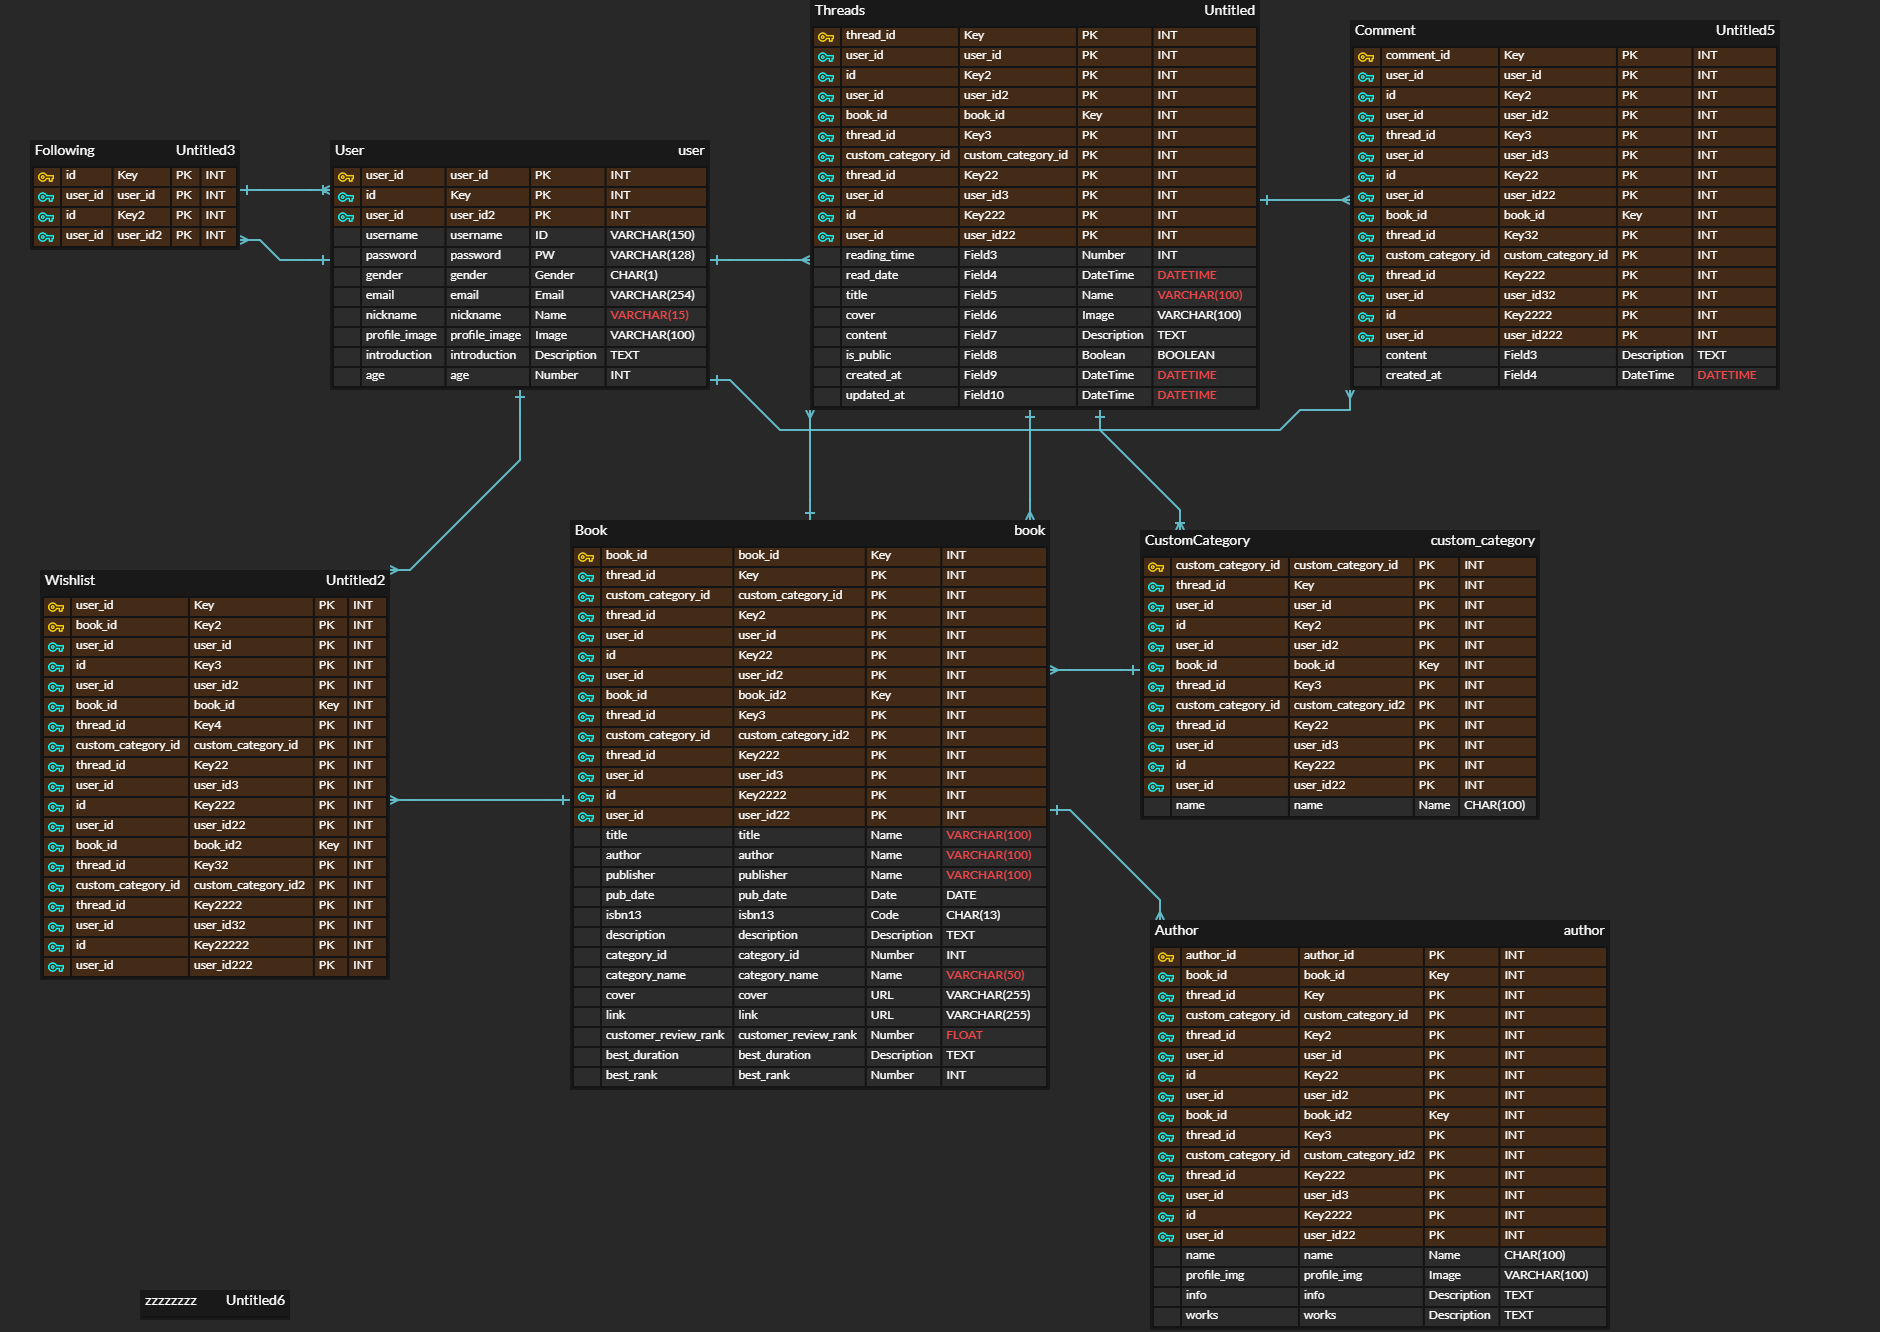 Threads Untitled
thread_id Key PK INT
user_id user_id PK INT
id Key2 PK INT
user_id user_id2 PK INT
book_id book_id Key INT
thread_id Key3 PK INT
custom_category_id custom_category_id PK INT
thread_id Key22 PK INT
user_id user_id3 PK INT
id Key222 PK INT
user_id user_id22 PK INT
reading_time Field3 Number INT
read_date Field4 DateTime DATETIME
title Field5 Name VARCHAR(100)
cover Field6 Image VARCHAR(100)
content Field7 Description TEXT
is_public Field8 Boolean BOOLEAN
created_at Field9 DateTime DATETIME
updated_at Field10 DateTime DATETIME
Comment Untitled5
comment_id Key PK INT
user_id user_id PK INT
id Key2 PK INT
user_id user_id2 PK INT
thread_id Key3 PK INT
user_id user_id3 PK INT
id Key22 PK INT
user_id user_id22 PK INT
book_id book_id Key INT
thread_id Key32 PK INT
custom_category_id custom_category_id PK INT
thread_id Key222 PK INT
user_id user_id32 PK INT
id Key2222 PK INT
user_id user_id222 PK INT
content Field3 Description TEXT
created_at Field4 DateTime DATETIME
Following Untitled3
id Key PK INT
user_id user_id PK INT
id Key2 PK INT
user_id user_id2 PK INT
User user
user_id user_id PK INT
id Key PK INT
user_id user_id2 PK INT
username username ID VARCHAR(150)
password password PW VARCHAR(128)
gender gender Gender CHAR(1)
email email Email VARCHAR(254)
nickname nickname Name VARCHAR(15)
profile_image profile_image Image VARCHAR(100)
introduction introduction Description TEXT
age age Number INT
Wishlist Untitled2
user_id Key PK INT
book_id Key2 PK INT
user_id user_id PK INT
id Key3 PK INT
user_id user_id2 PK INT
book_id book_id Key INT
thread_id Key4 PK INT
custom_category_id custom_category_id PK INT
thread_id Key22 PK INT
user_id user_id3 PK INT
id Key222 PK INT
user_id user_id22 PK INT
book_id book_id2 Key INT
thread_id Key32 PK INT
custom_category_id custom_category_id2 PK INT
thread_id Key2222 PK INT
user_id user_id32 PK INT
id Key22222 PK INT
user_id user_id222 PK INT
Book book
book_id book_id Key INT
thread_id Key PK INT
custom_category_id custom_category_id PK INT
thread_id Key2 PK INT
user_id user_id PK INT
id Key22 PK INT
user_id user_id2 PK INT
book_id book_id2 Key INT
thread_id Key3 PK INT
custom_category_id custom_category_id2 PK INT
thread_id Key222 PK INT
user_id user_id3 PK INT
id Key2222 PK INT
user_id user_id22 PK INT
title title Name VARCHAR(100)
author author Name VARCHAR(100)
publisher publisher Name VARCHAR(100)
pub_date pub_date Date DATE
isbn13 isbn13 Code CHAR(13)
description description Description TEXT
category_id category_id Number INT
category_name category_name Name VARCHAR(50)
cover cover URL VARCHAR(255)
link link URL VARCHAR(255)
customer_review_rank customer_review_rank Number FLOAT
best_duration best_duration Description TEXT
best_rank best_rank Number INT
CustomCategory custom_category
custom_category_id custom_category_id PK INT
thread_id Key PK INT
user_id user_id PK INT
id Key2 PK INT
user_id user_id2 PK INT
book_id book_id Key INT
thread_id Key3 PK INT
custom_category_id custom_category_id2 PK INT
thread_id Key22 PK INT
user_id user_id3 PK INT
id Key222 PK INT
user_id user_id22 PK INT
name name Name CHAR(100)
Author author
author_id author_id PK INT
book_id book_id Key INT
thread_id Key PK INT
custom_category_id custom_category_id PK INT
thread_id Key2 PK INT
user_id user_id PK INT
id Key22 PK INT
user_id user_id2 PK INT
book_id book_id2 Key INT
thread_id Key3 PK INT
custom_category_id custom_category_id2 PK INT
thread_id Key222 PK INT
user_id user_id3 PK INT
id Key2222 PK INT
user_id user_id22 PK INT
name name Name CHAR(100)
profile_img profile_img Image VARCHAR(100)
info info Description TEXT
works works Description TEXT
zzzzzzzz Untitled6